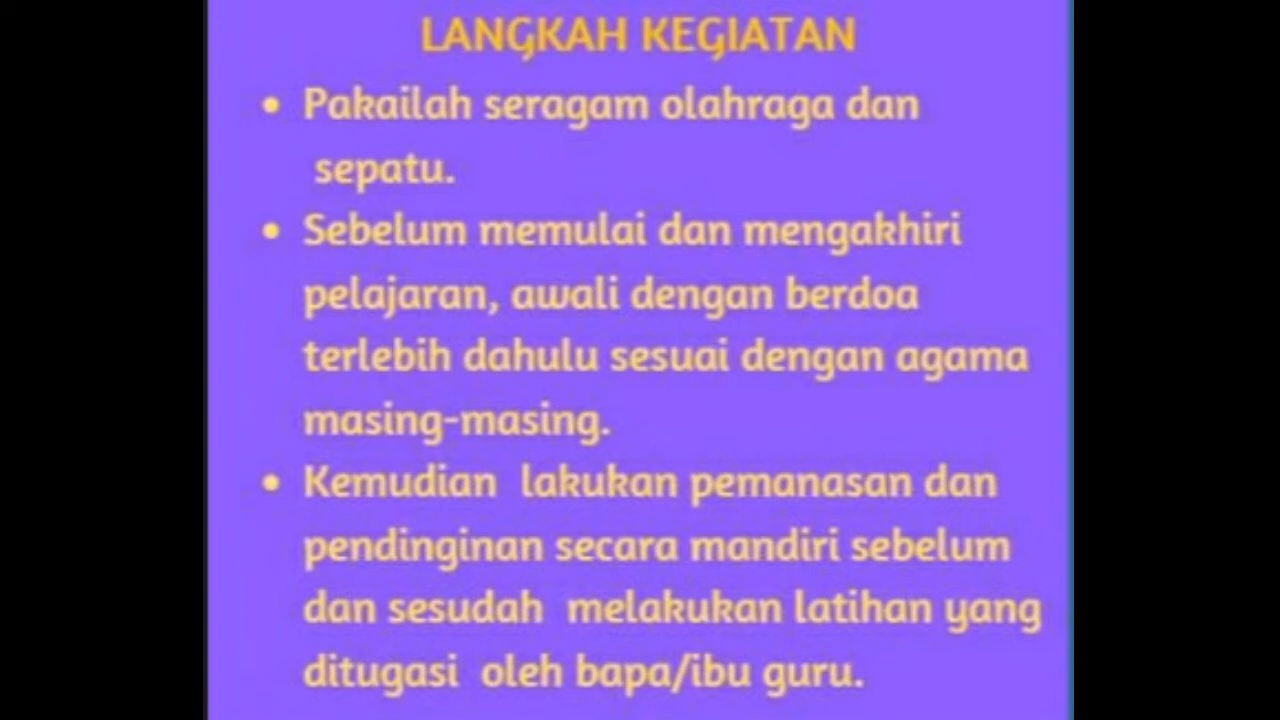 LANGKAH KEGIATAN
• Pakailah seragam olahraga dan
sepatu.
• Sebelum memulai dan mengakhiri
pelajaran, awali dengan berdoa
terlebih dahulu sesuai dengan agama
masing-masing.
• Kemudian lakukan pemanasan dan
pendinginan secara mandiri sebelum
dan sesudah melakukan latihan yang
ditugasi oleh bapa/ibu guru.